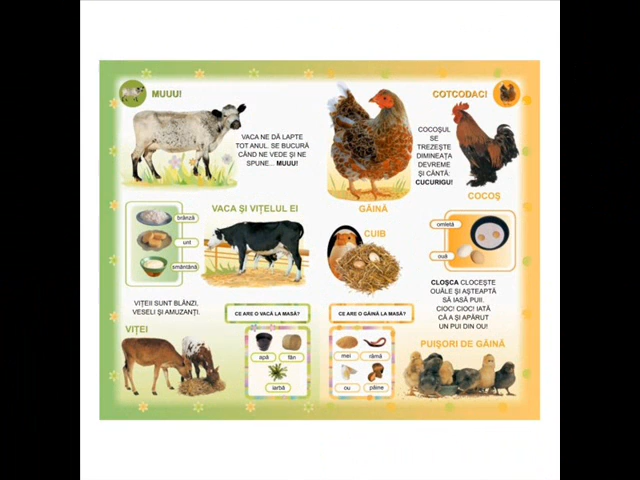 MUUU!
VACA NE DĂ LAPTE
TOT ANUL. SE BUCURĂ
CÂND NE VEDE ȘI NE
SPUNE... MUUU!
VACA ȘI VIȚELUL EI
brânză
unt
smântână
VIȚEII SUNT BLÂNZI,
VESELI ȘI AMUZANȚI.
VIȚEI
CE ARE O VACĂ LA MASĂ?
apă
fân
iarbă
COTCODAC!
COCOȘUL
SE
TREZEȘTE
DIMINEAȚA
DEVREME
ȘI CÂNTĂ:
CUCURIGU!
GĂINĂ
COCOȘ
CUIB
omletă
ouă
CLOȘCA CLOCEȘTE
OUĂLE ȘI AȘTEAPTĂ
SĂ IASĂ PUII.
CIOC! CIOC! IATĂ
CĂ A ȘI APĂRUT
UN PUI DIN OU!
CE ARE O GĂINĂ LA MASĂ?
mei
râmă
ou
pâine
PUIȘORI DE GĂINĂ